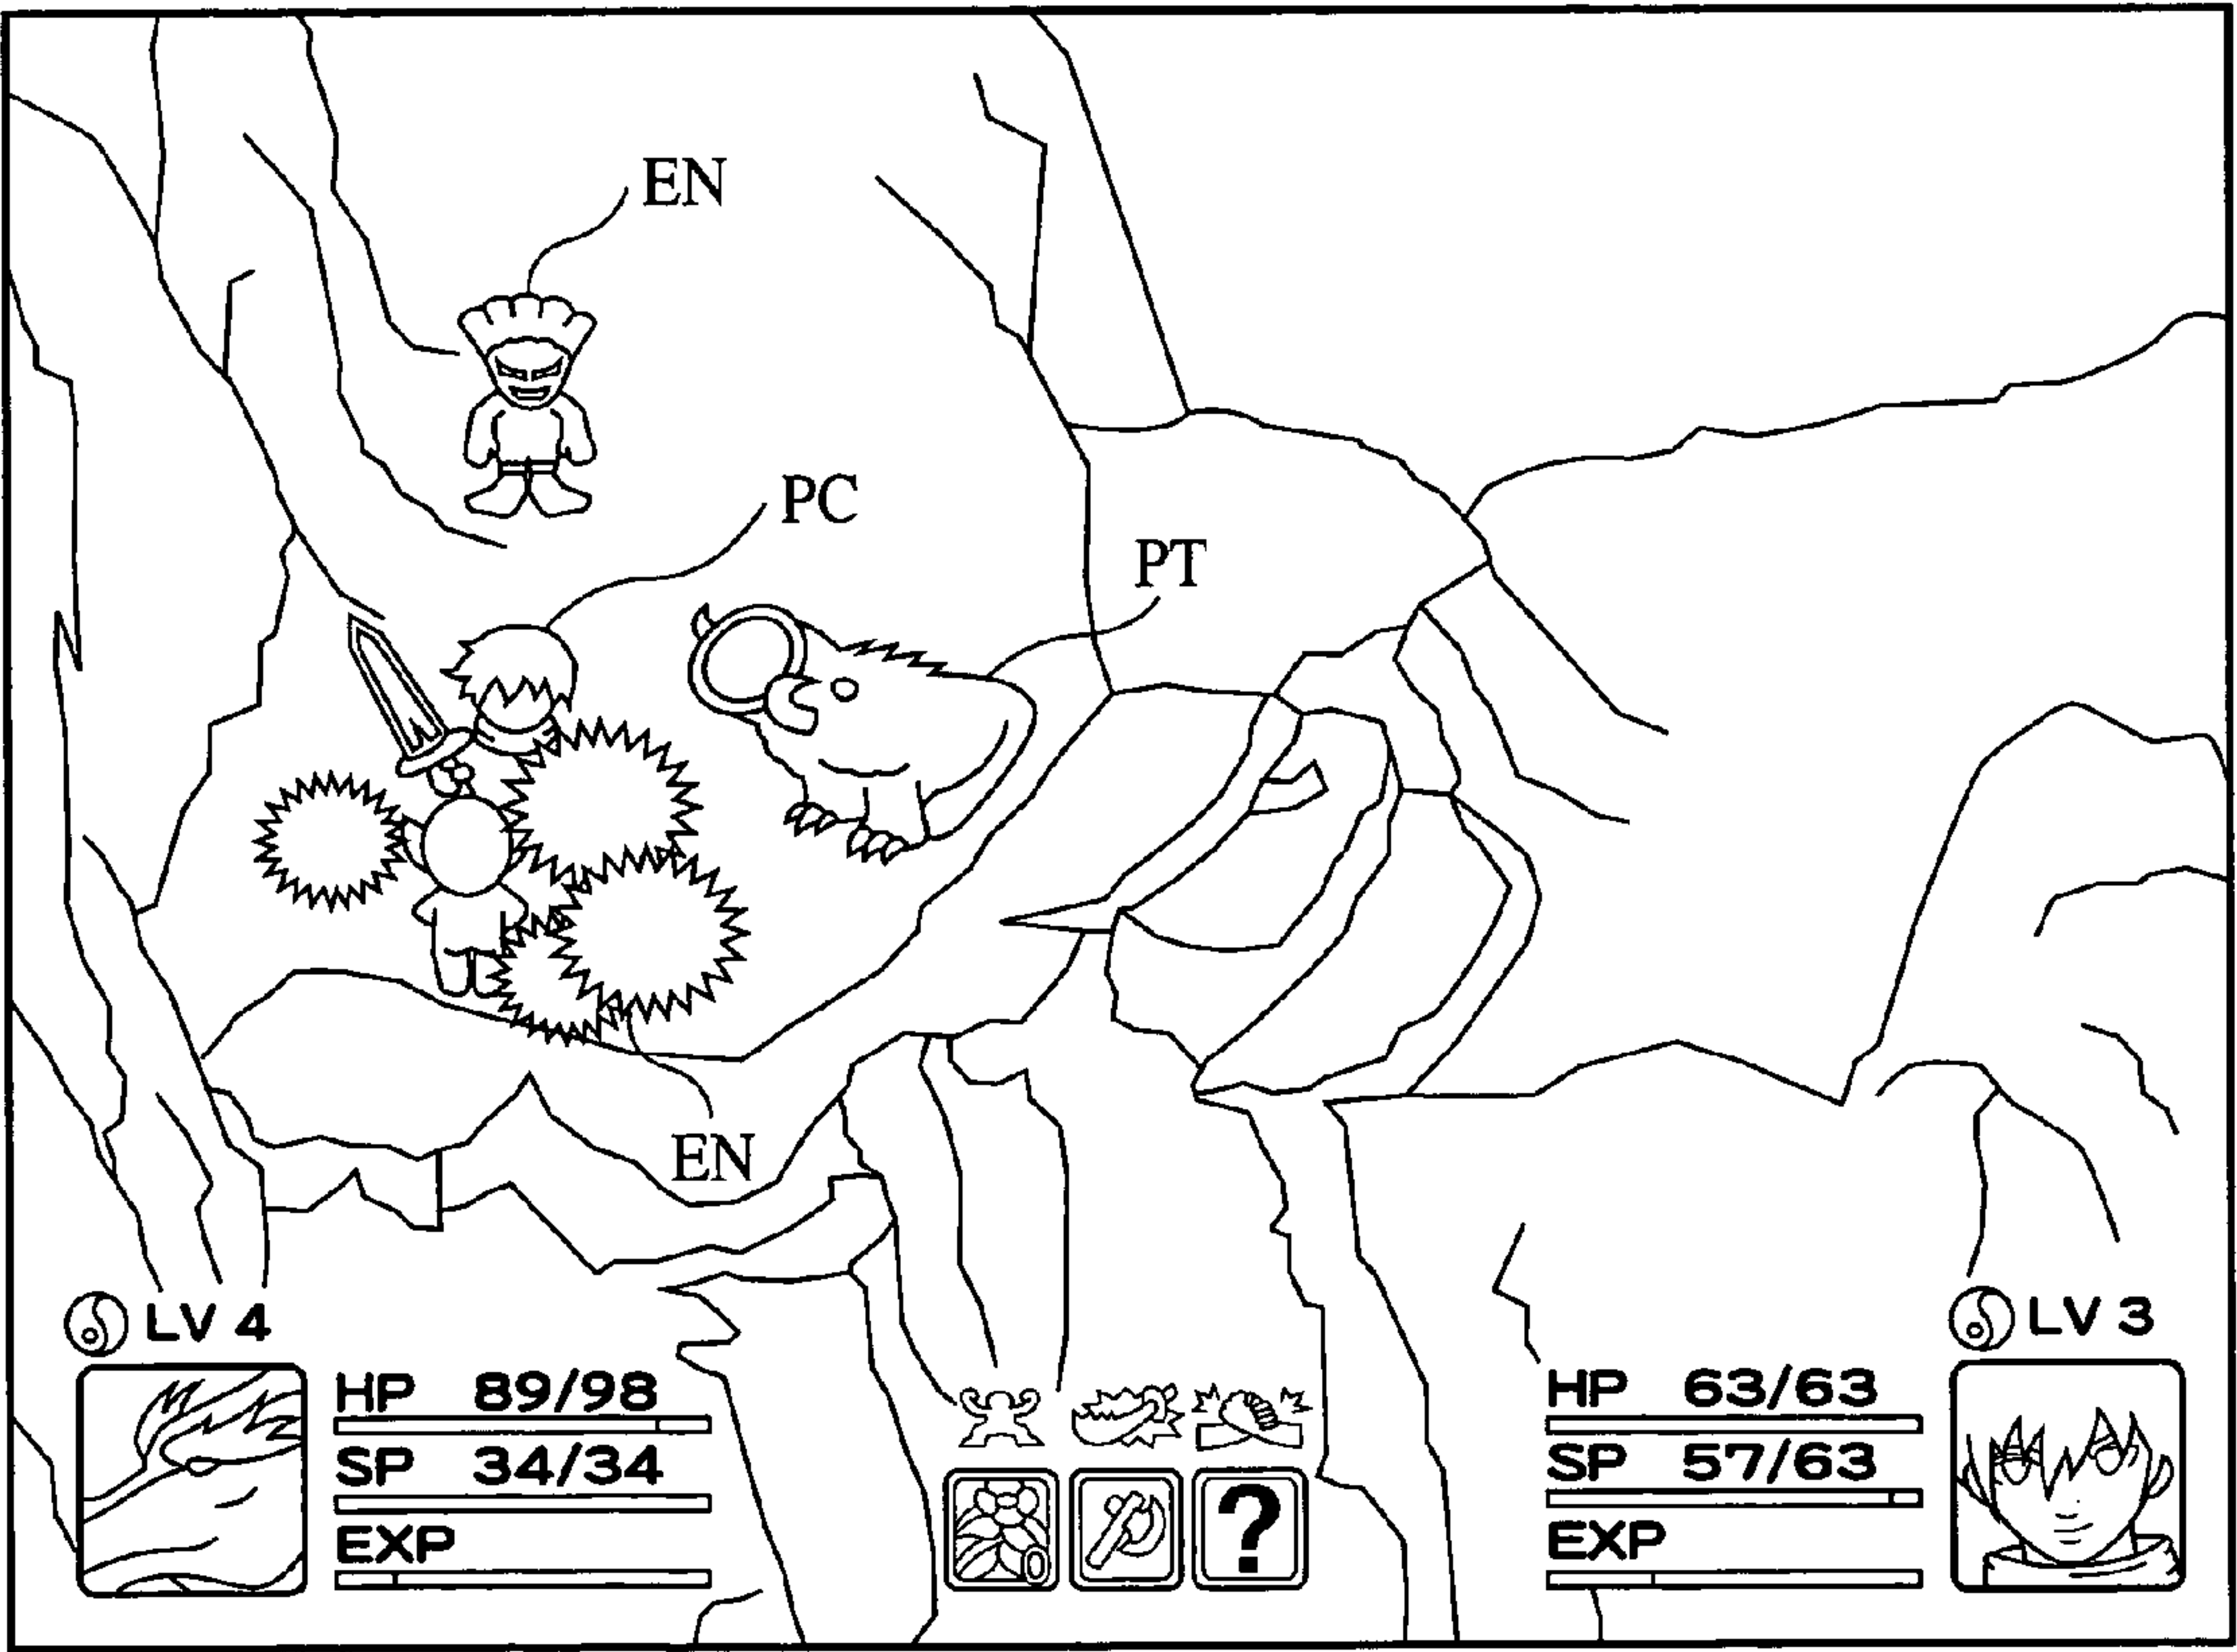 EN
PC
PT
EN
LV 4
HP 89/98
SP 34/34
EXP
?
LV 3
HP 63/63
SP 57/63
EXP